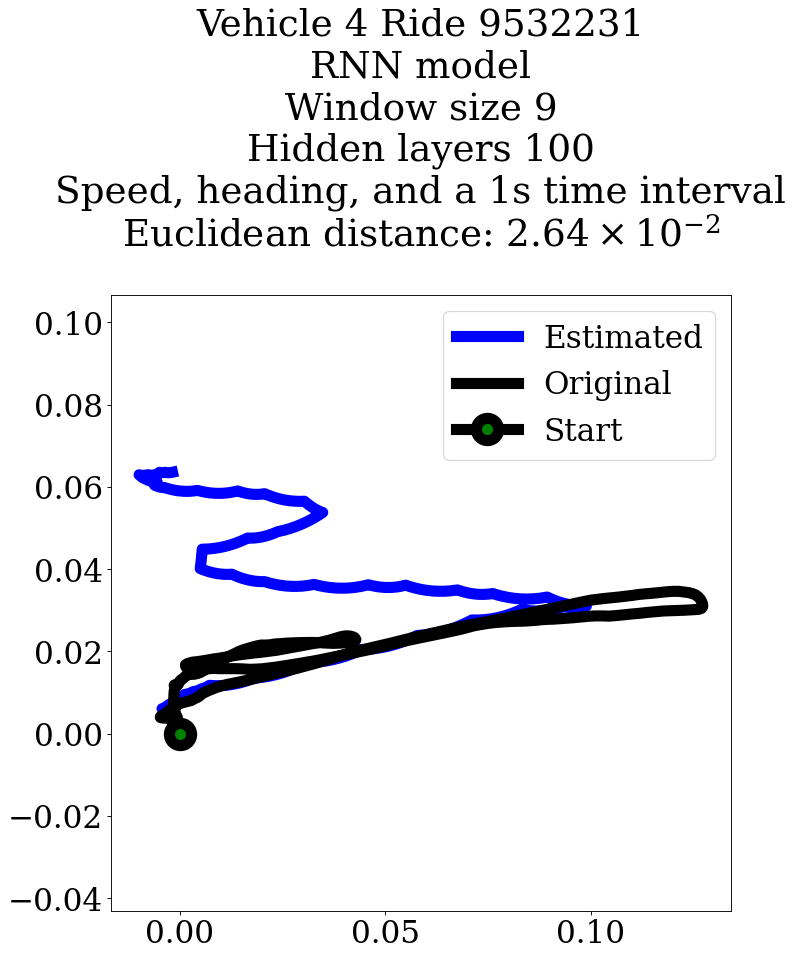 Vehicle 4 Ride 9532231
RNN model
Window size 9
Hidden layers 100
Speed, heading, and a 1s time interval
Euclidean distance: 2.64 × 10⁻²
Estimated
Original
Start
0.10
0.08
0.06
0.04
0.02
0.00
−0.02
−0.04
0.00 0.05 0.10